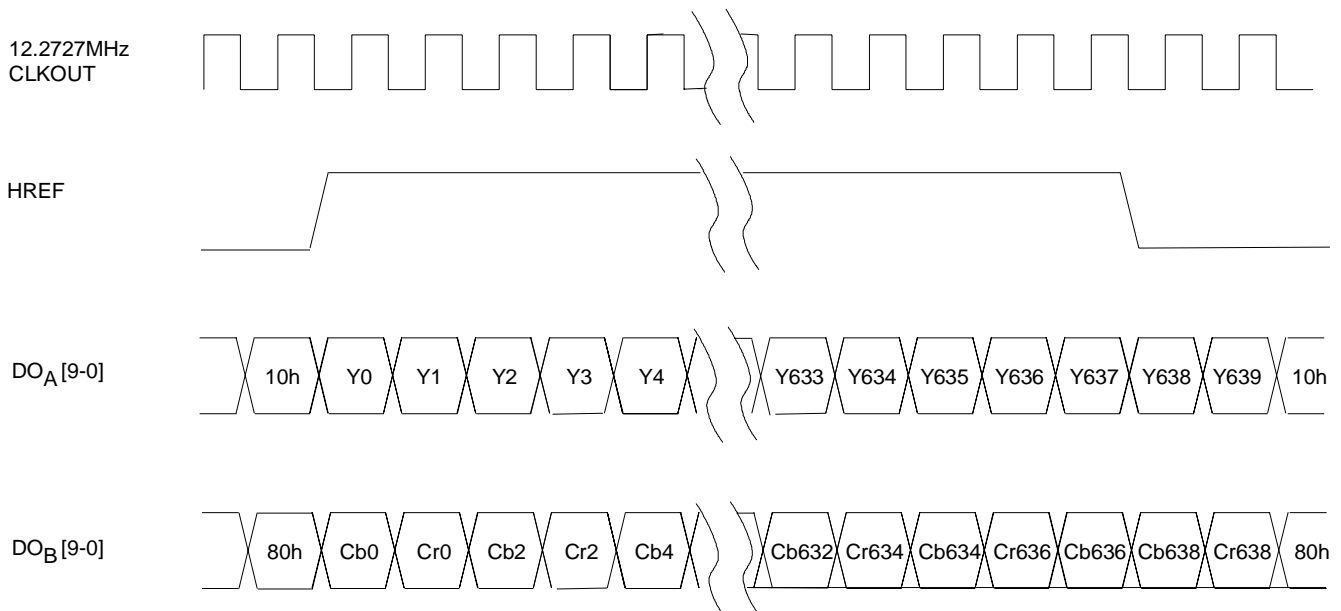 12.2727MHz
CLKOUT
HREF
DOA [9-0]
10h Y0 Y1 Y2 Y3 Y4 Y633 Y634 Y635 Y636 Y637 Y638 Y639 10h
DOB [9-0]
80h Cb0 Cr0 Cb2 Cr2 Cb4 Cb632 Cr634 Cb634 Cr636 Cb636 Cb638 Cr638 80h